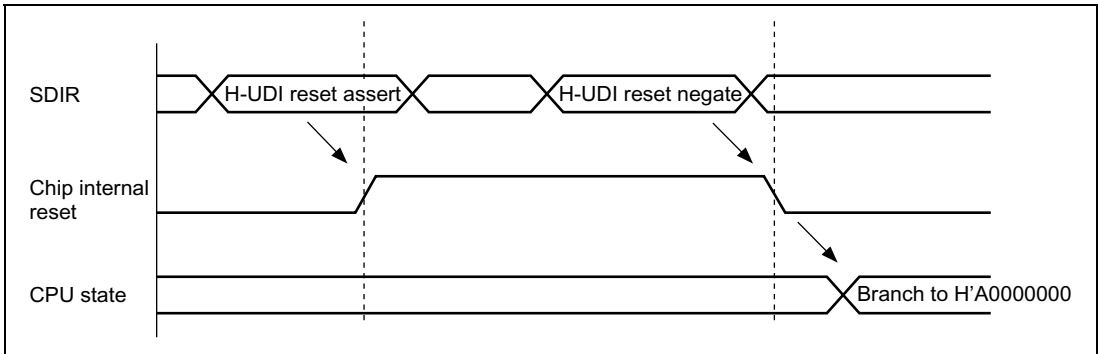 SDIR
H-UDI reset assert
H-UDI reset negate
Chip internal
reset
CPU state
Branch to H'A0000000